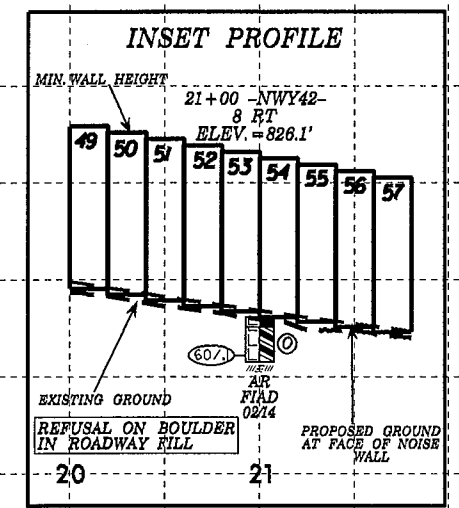 INSET PROFILE
MIN. WALL HEIGHT
21+00 -NWY42-
8 RT
ELEV.=826.1'
49 50 51 52 53 54 55 56 57
60/.
O
AR
FIAD
02/14
EXISTING GROUND
REFUSAL ON BOULDER
IN ROADWAY FILL
PROPOSED GROUND
AT FACE OF NOISE
WALL
20 21